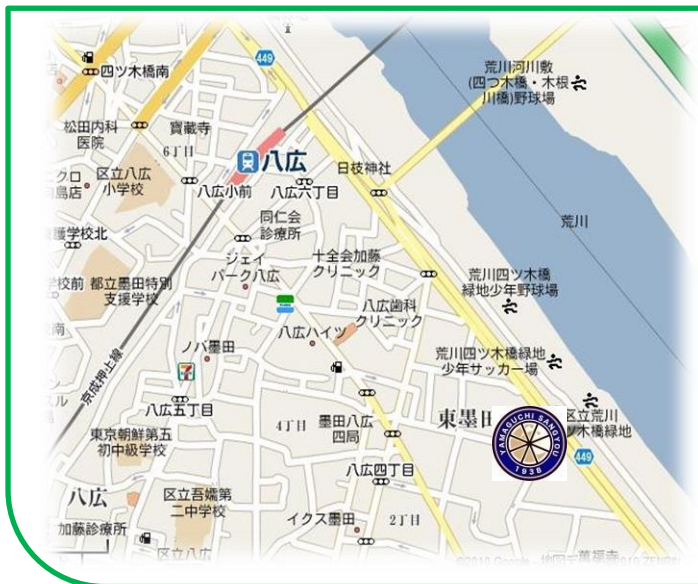 449
四ツ木橋南
荒川河川敷
(四つ木橋・木根
川橋)野球場
松田内科
医院
寶蔵寺
6丁目
八広
日枝神社
区立八広
小学校
八広小前
八広六丁目
同仁会
診療所
荒川
都立墨田特別
支援学校
ジェイ
パーク八広
十全会加藤
クリニック
荒川四ツ木橋
緑地少年野球場
八広歯科
クリニック
八広ハイツ
ノバ墨田
京成押上線
荒川四ツ木橋緑地
少年サッカー場
八広五丁目
4丁目
墨田八広
四局
東墨田
YAMAGUCHI SANGYOU
1938
区立荒川
ツ木橋緑地
449
東京朝鮮第五
初中級学校
八広四丁目
八広
区立吾嬬第
二中学校
イクス墨田
2丁目
加藤診療所
区立八広
萬福寺